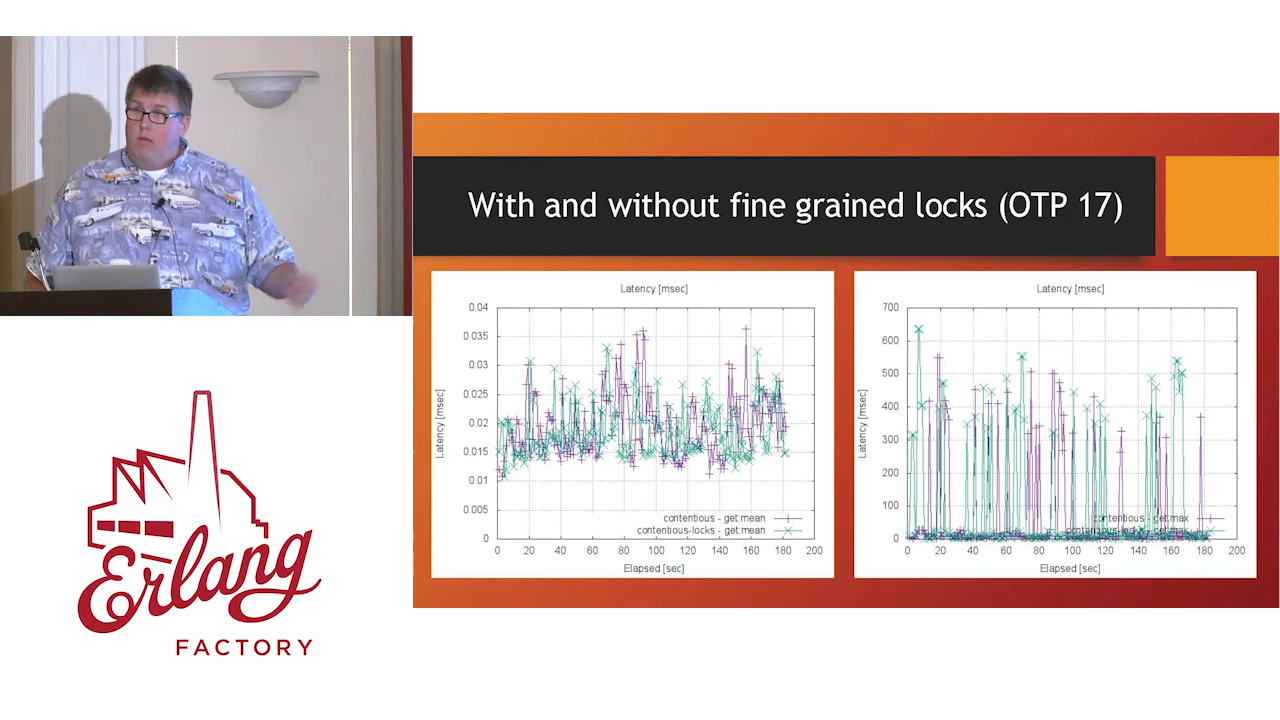 With and without fine grained locks (OTP 17)
Latency [msec]
0.04
0.035
0.03
0.025
0.02
0.015
0.01
0.005
0
Latency [msec]
0 20 40 60 80 100 120 140 160 180 200
Elapsed [sec]
contentious - get:mean
contentious-locks - get:mean
Latency [msec]
700
600
500
400
300
200
100
0
Latency [msec]
0 20 40 60 80 100 120 140 160 180 200
Elapsed [sec]
contentious - get:max
contentious-locks - get:max
Erlang
FACTORY